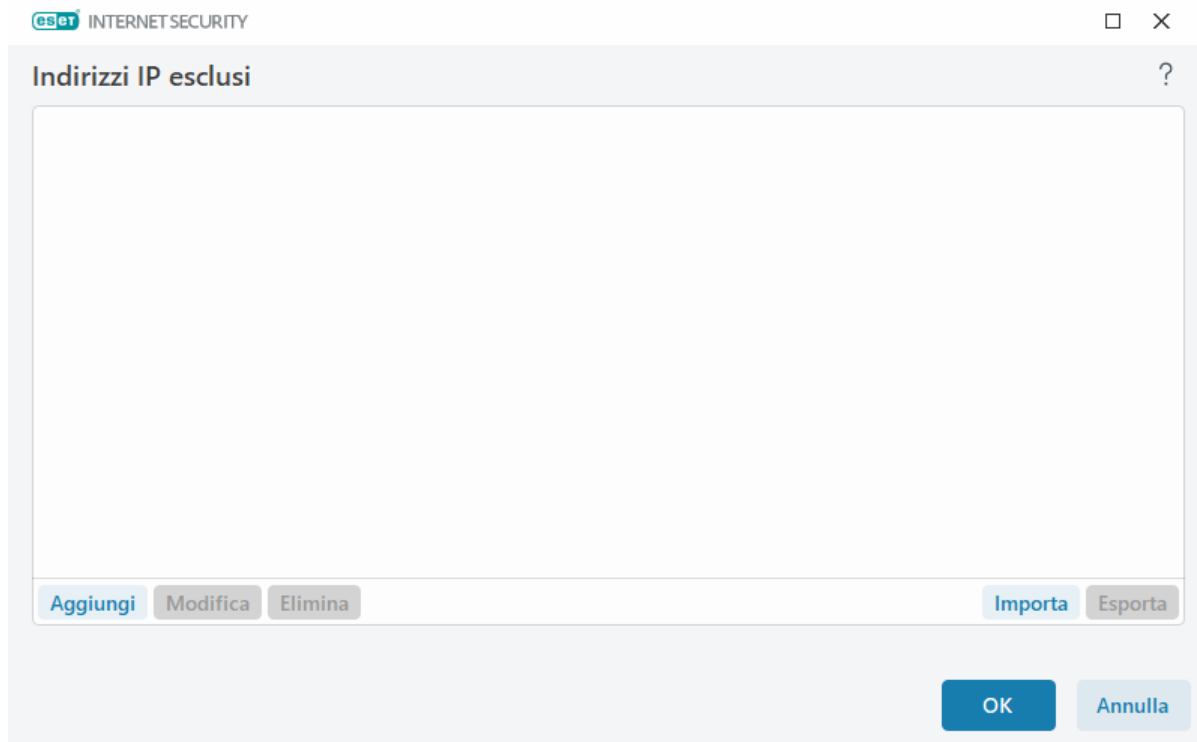 eset INTERNET SECURITY
Indirizzi IP esclusi
?
Aggiungi Modifica Elimina Importa Esporta
OK Annulla